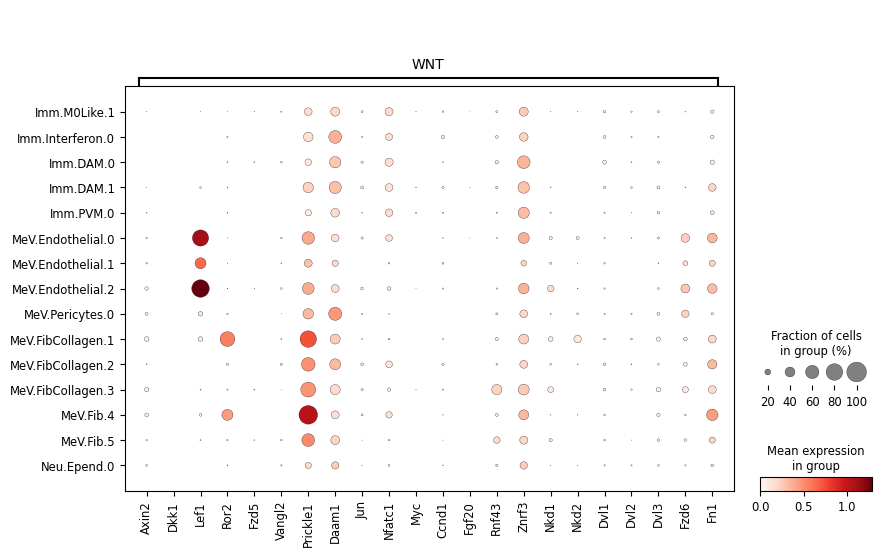 WNT
Imm.M0Like.1
Imm.Interferon.0
Imm.DAM.0
Imm.DAM.1
Imm.PVM.0
MeV.Endothelial.0
MeV.Endothelial.1
MeV.Endothelial.2
MeV.Pericytes.0
MeV.FibCollagen.1
MeV.FibCollagen.2
MeV.FibCollagen.3
MeV.Fib.4
MeV.Fib.5
Neu.Epend.0
Axin2 Dkk1 Lef1 Ror2 Fzd5 Vangl2 Prickle1 Daam1 Jun Nfatc1 Myc Ccnd1 Fgf20 Rnf43 Znrf3 Nkd1 Nkd2 Dvl1 Dvl2 Dvl3 Fzd6 Fn1
Fraction of cells
in group (%)
20 40 60 80 100
Mean expression
in group
0.0 0.5 1.0